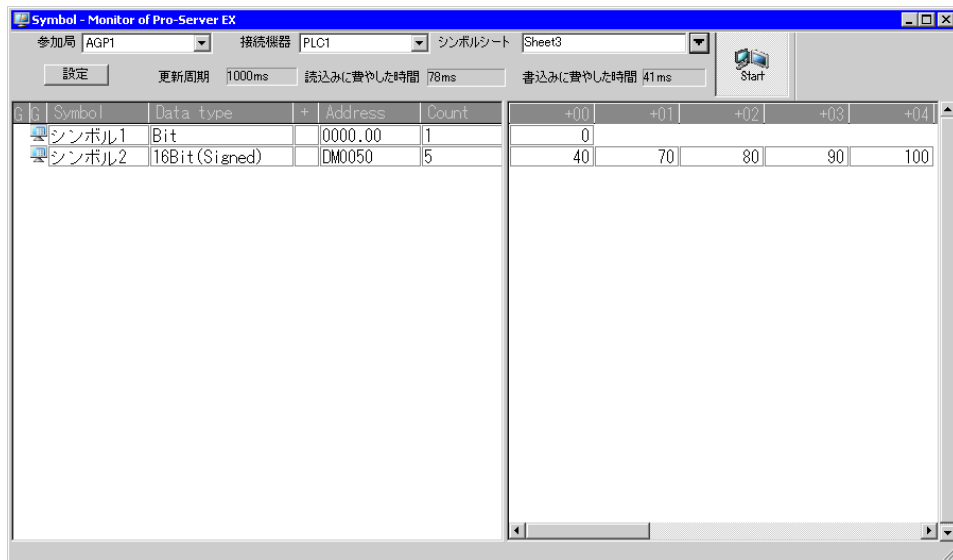 Symbol - Monitor of Pro-Server EX
参加局 AGP1 接続機器 PLC1 シンボルシート Sheet3
設定 更新周期 1000ms 読込みに費やした時間 78ms 書込みに費やした時間 41ms Start
G G Symbol Data type + Address Count +00 +01 +02 +03 +04
シンボル1 Bit 0000.00 1 0
シンボル2 16Bit(Signed) DM0050 5 40 70 80 90 100